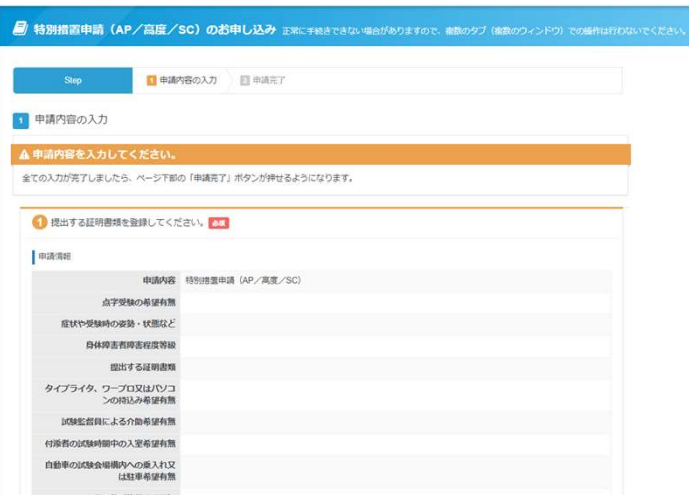 特別措置申請（AP／高度／SC）のお申し込み 正常に手続きできない場合がありますので、複数のタブ（複数のウィンドウ）での操作は行わないでください。
Step 1 申請内容の入力 2 申請完了
1 申請内容の入力
申請内容を入力してください。
全ての入力が完了しましたら、ページ下部の「申請完了」ボタンが押せるようになります。
1 提出する証明書類を登録してください。 必須
申請情報
申請内容 特別措置申請（AP／高度／SC）
点字受験の希望有無
症状や受験時の姿勢・状態など
身体障害者障害程度等級
提出する証明書類
タイプライタ、ワープロ又はパソコ
ンの持込み希望有無
試験監督員による介助希望有無
付添者の試験時間中の入室希望有無
自動車の試験会場構内への乗入れ又
は駐車希望有無